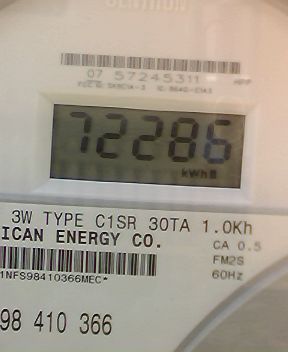 CENTRON
07 57245311
72286
kWh
3W TYPE C1SR 30TA 1.0Kh
ICAN ENERGY CO.
CA 0.5
FM2S
60Hz
1NFS98410366MEC*
98 410 366